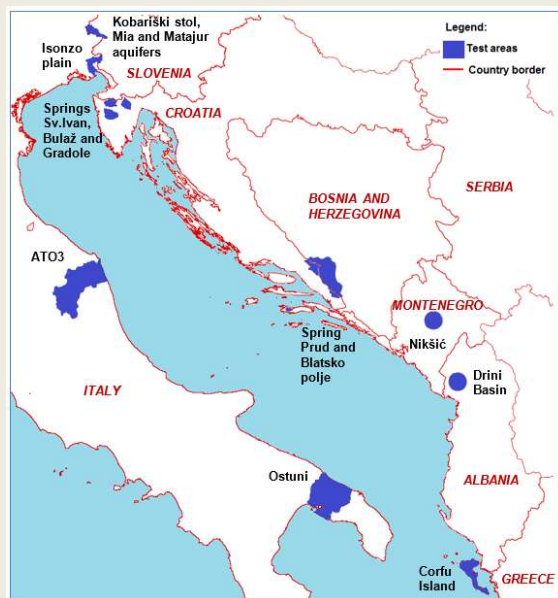 Kobariški stol,
Mia and Matajur
aquifers
Legend:
Test areas
Country border
Isonzo
plain
SLOVENIA
CROATIA
Springs
Sv.Ivan,
Bulaž and
Gradole
BOSNIA AND
HERZEGOVINA
SERBIA
ATO3
MONTENEGRO
Nikšić
Spring
Prud and
Blatsko
polje
Drini
Basin
ITALY
ALBANIA
Ostuni
Corfu
Island
GREECE